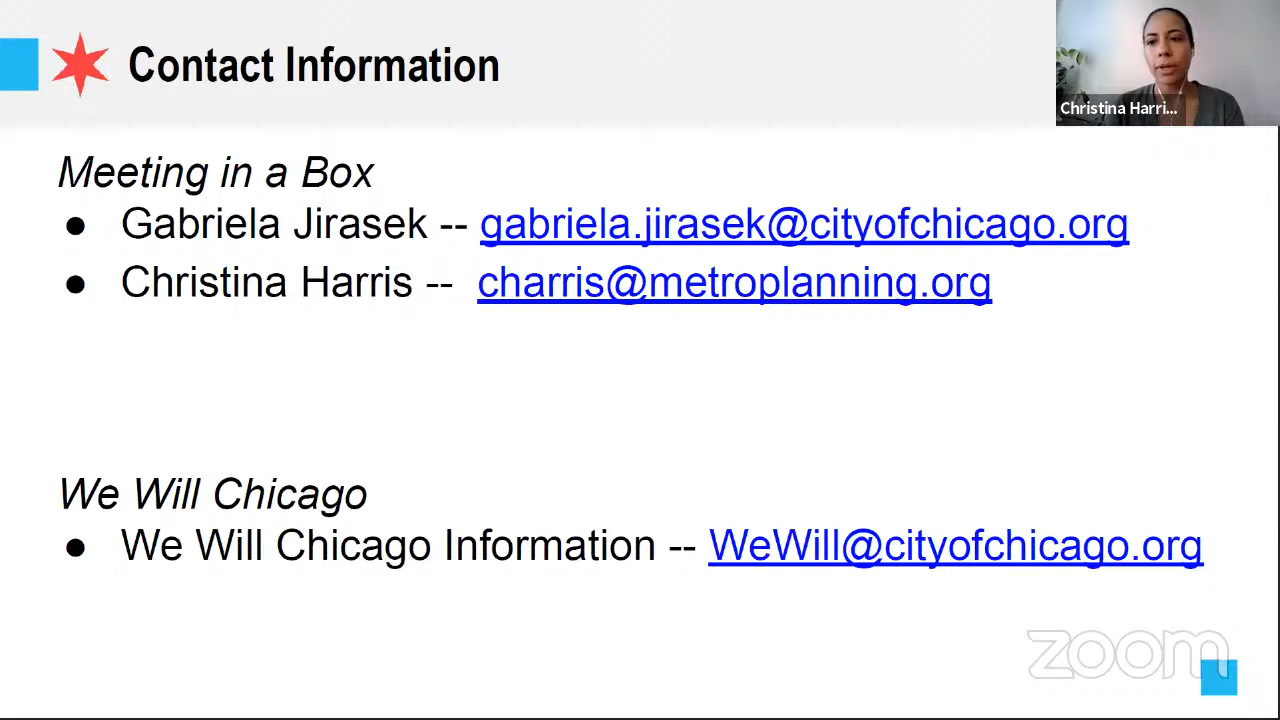 Contact Information
Christina Harri...
Meeting in a Box
● Gabriela Jirasek -- gabriela.jirasek@cityofchicago.org
● Christina Harris -- charris@metroplanning.org
We Will Chicago
● We Will Chicago Information -- WeWill@cityofchicago.org
zoom